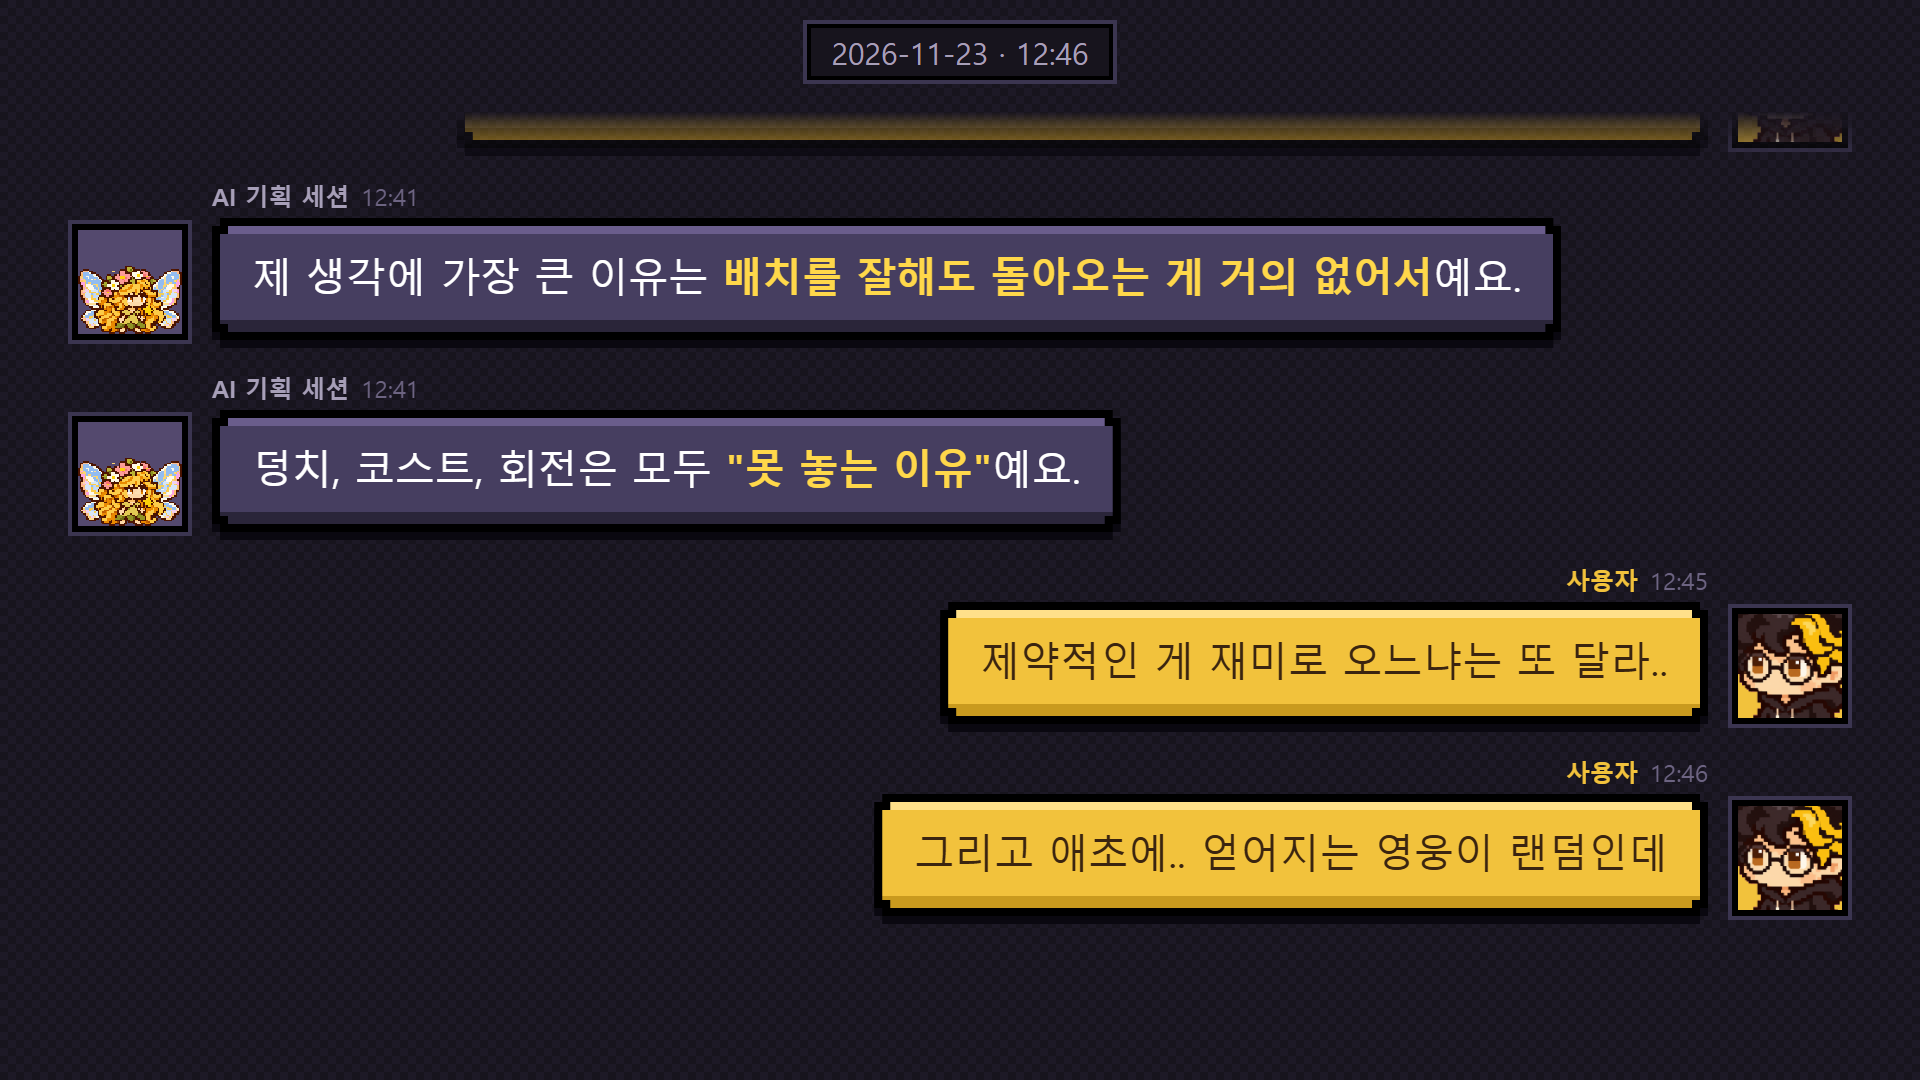 2026-11-23 · 12:46
AI 기획 세션 12:41
제 생각에 가장 큰 이유는 배치를 잘해도 돌아오는 게 거의 없어서예요.
AI 기획 세션 12:41
덩치, 코스트, 회전은 모두 "못 놓는 이유"예요.
사용자 12:45
제약적인 게 재미로 오느냐는 또 달라..
사용자 12:46
그리고 애초에.. 얻어지는 영웅이 랜덤인데